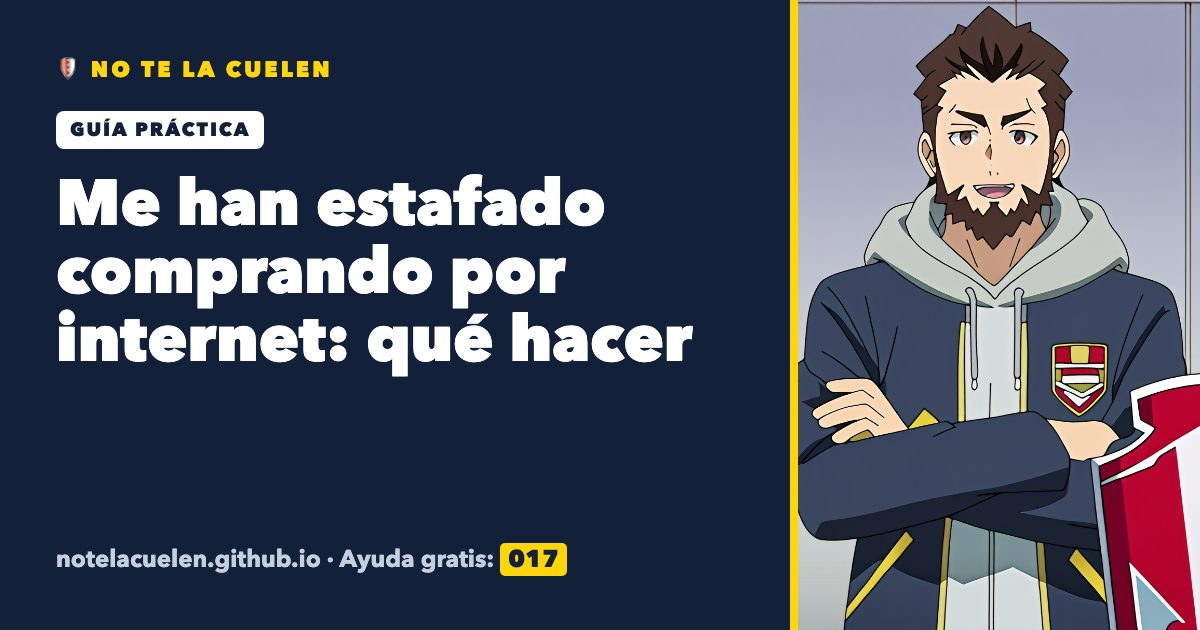 NO TE LA CUELEN
GUÍA PRÁCTICA
Me han estafado
comprando por
internet: qué hacer
notelacuelen.github.io · Ayuda gratis: 017